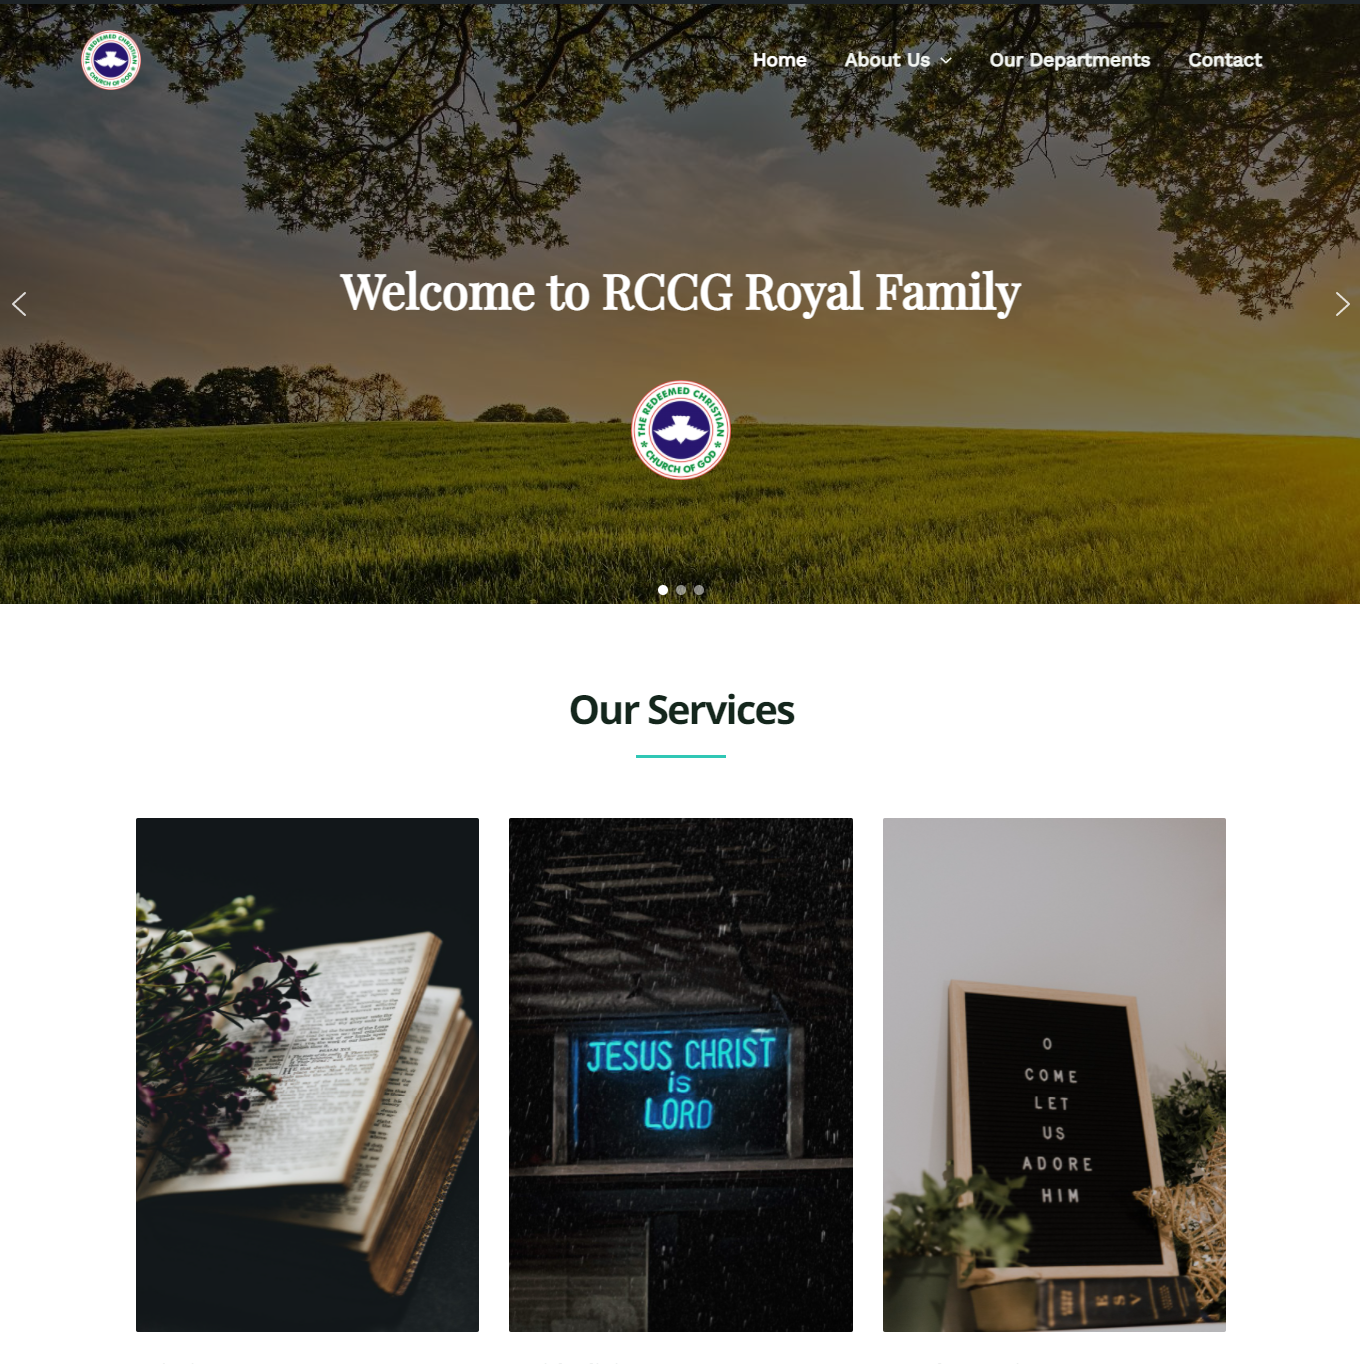 THE REDEEMED CHRISTIAN CHURCH OF GOD
Home
About Us
Our Departments
Contact
Welcome to RCCG Royal Family
THE REDEEMED CHRISTIAN CHURCH OF GOD
Our Services
JESUS CHRIST
is
LORD
O
COME
LET
US
ADORE
HIM